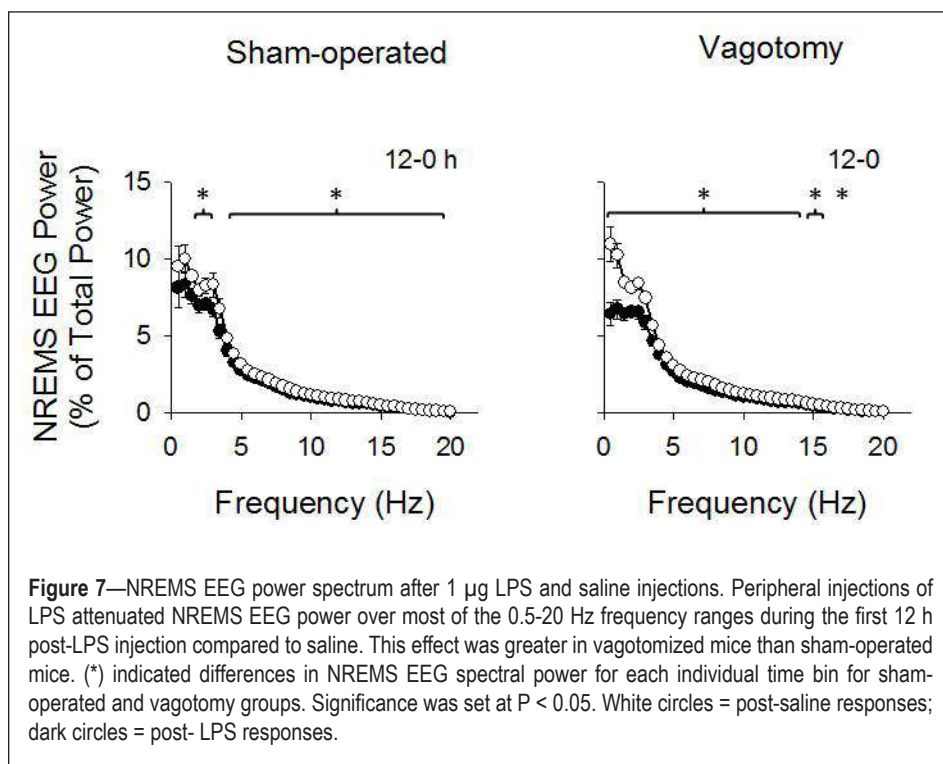 Sham-operated
Vagotomy
12-0 h
12-0
* *
* * *
NREMS EEG Power
(% of Total Power)
15
10
5
0
0 5 10 15 20
0 5 10 15 20
Frequency (Hz)
Frequency (Hz)
Figure 7—NREMS EEG power spectrum after 1 µg LPS and saline injections. Peripheral injections of
LPS attenuated NREMS EEG power over most of the 0.5-20 Hz frequency ranges during the first 12 h
post-LPS injection compared to saline. This effect was greater in vagotomized mice than sham-operated
mice. (*) indicated differences in NREMS EEG spectral power for each individual time bin for sham-
operated and vagotomy groups. Significance was set at P < 0.05. White circles = post-saline responses;
dark circles = post- LPS responses.